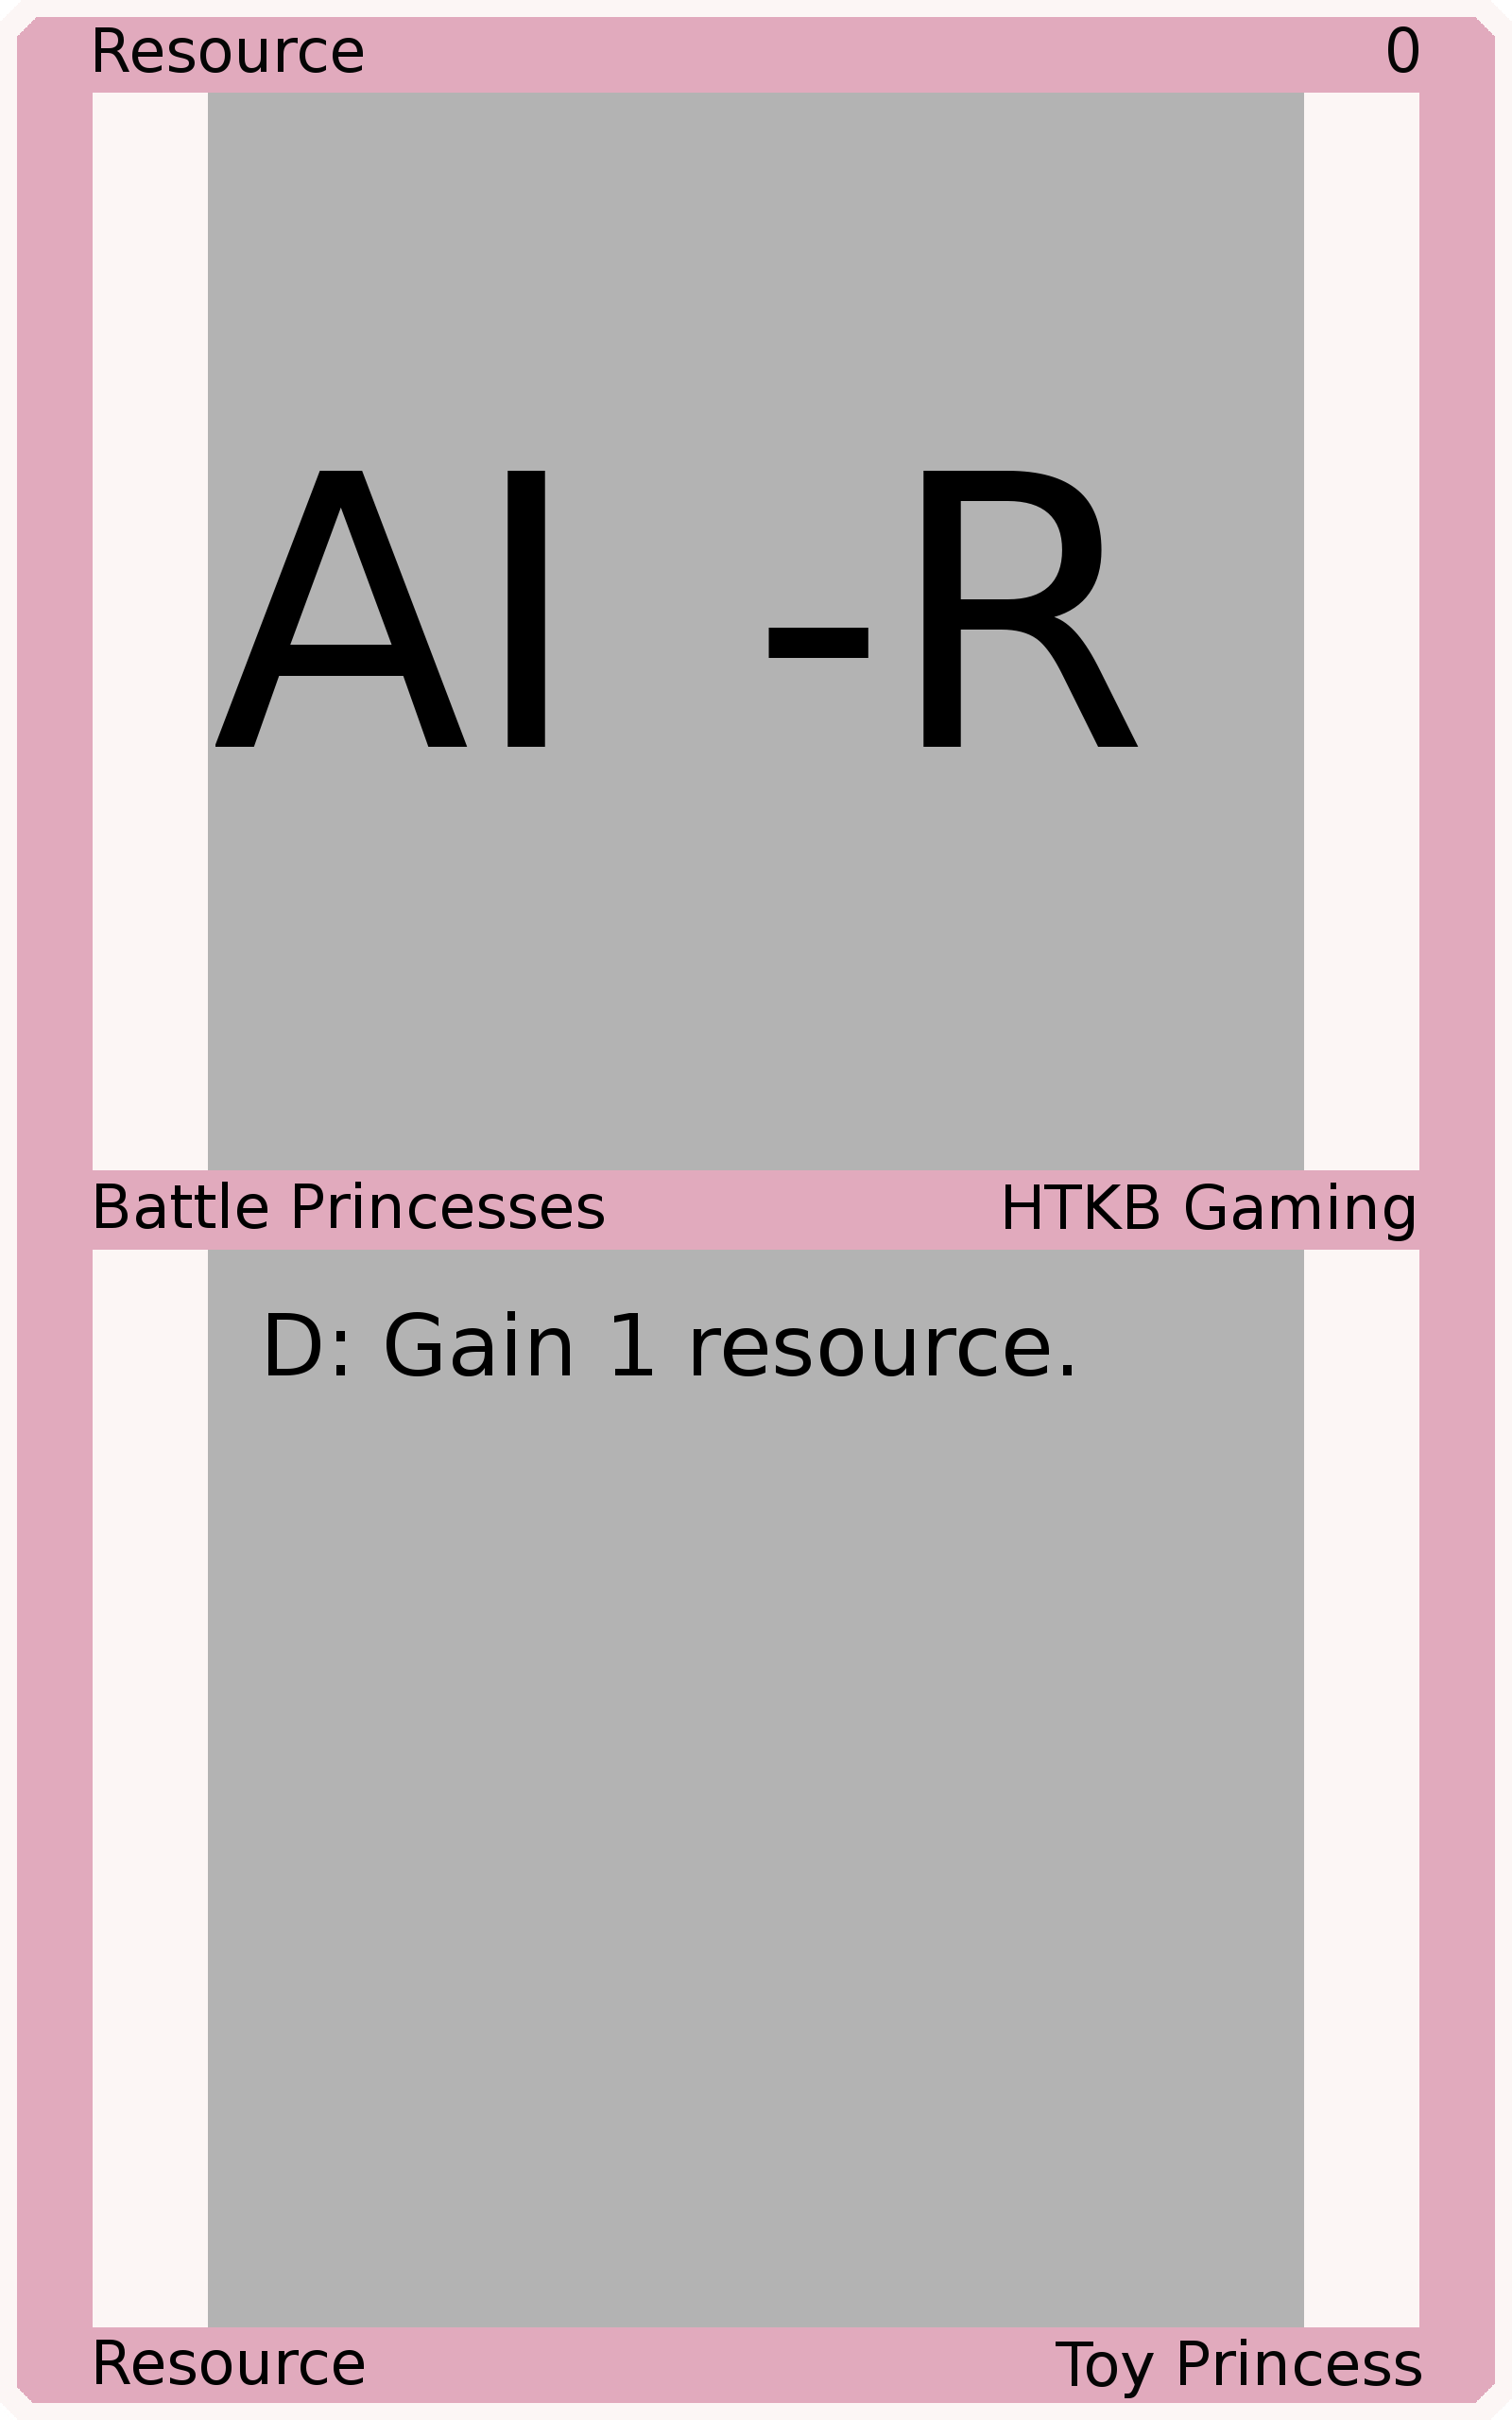 Resource 0
AI -R
Battle Princesses HTKB Gaming
D: Gain 1 resource.
Resource Toy Princess